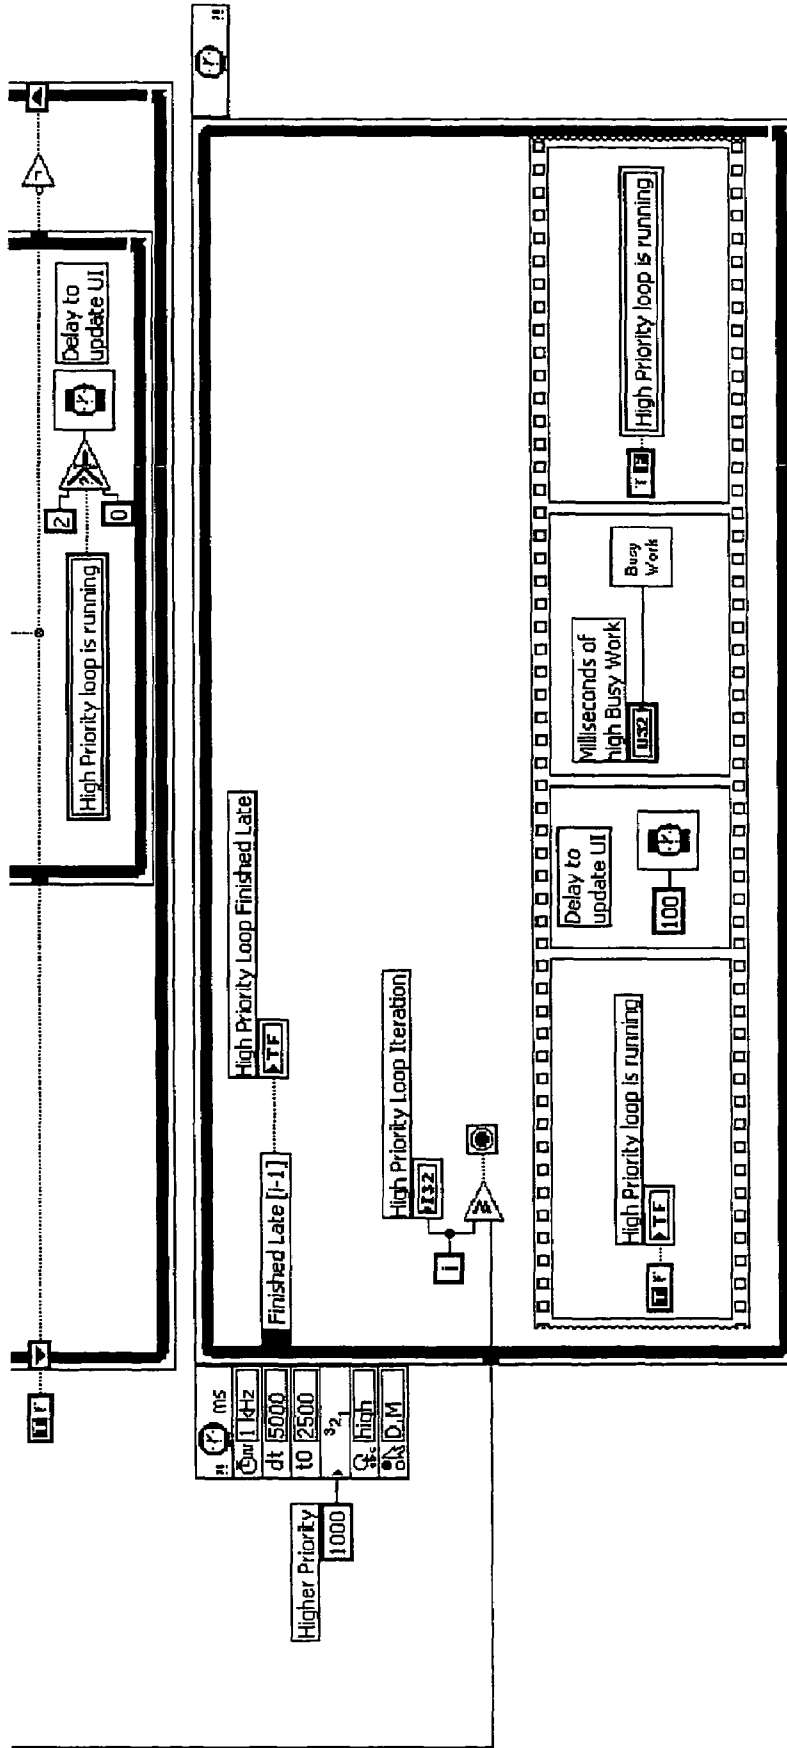 High Priority loop is running
2
0
Delay to
update UI
T F
Higher Priority
1000
ms
1 kHz
dt 5000
t0 2500
high
D,M
Finished Late [i-1]
High Priority Loop Finished Late
TF
i
High Priority Loop Iteration
I32
T F
High Priority loop is running
TF
Delay to
update UI
100
Milliseconds of
high Busy Work
U32
Busy
Work
T F
High Priority loop is running